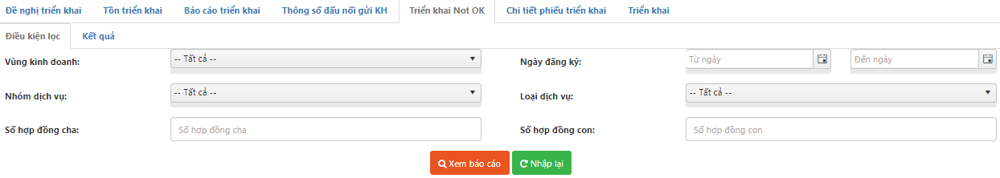 Đề nghị triển khai Tồn triển khai Báo cáo triển khai Thông số đấu nối gửi KH Triển khai Not OK Chi tiết phiếu triển khai Triển khai
Điều kiện lọc Kết quả
Vùng kinh doanh: -- Tất cả -- Ngày đăng ký: Từ ngày Đến ngày
Nhóm dịch vụ: -- Tất cả -- Loại dịch vụ: -- Tất cả --
Số hợp đồng cha: Số hợp đồng cha Số hợp đồng con: Số hợp đồng con
Xem báo cáo Nhập lại